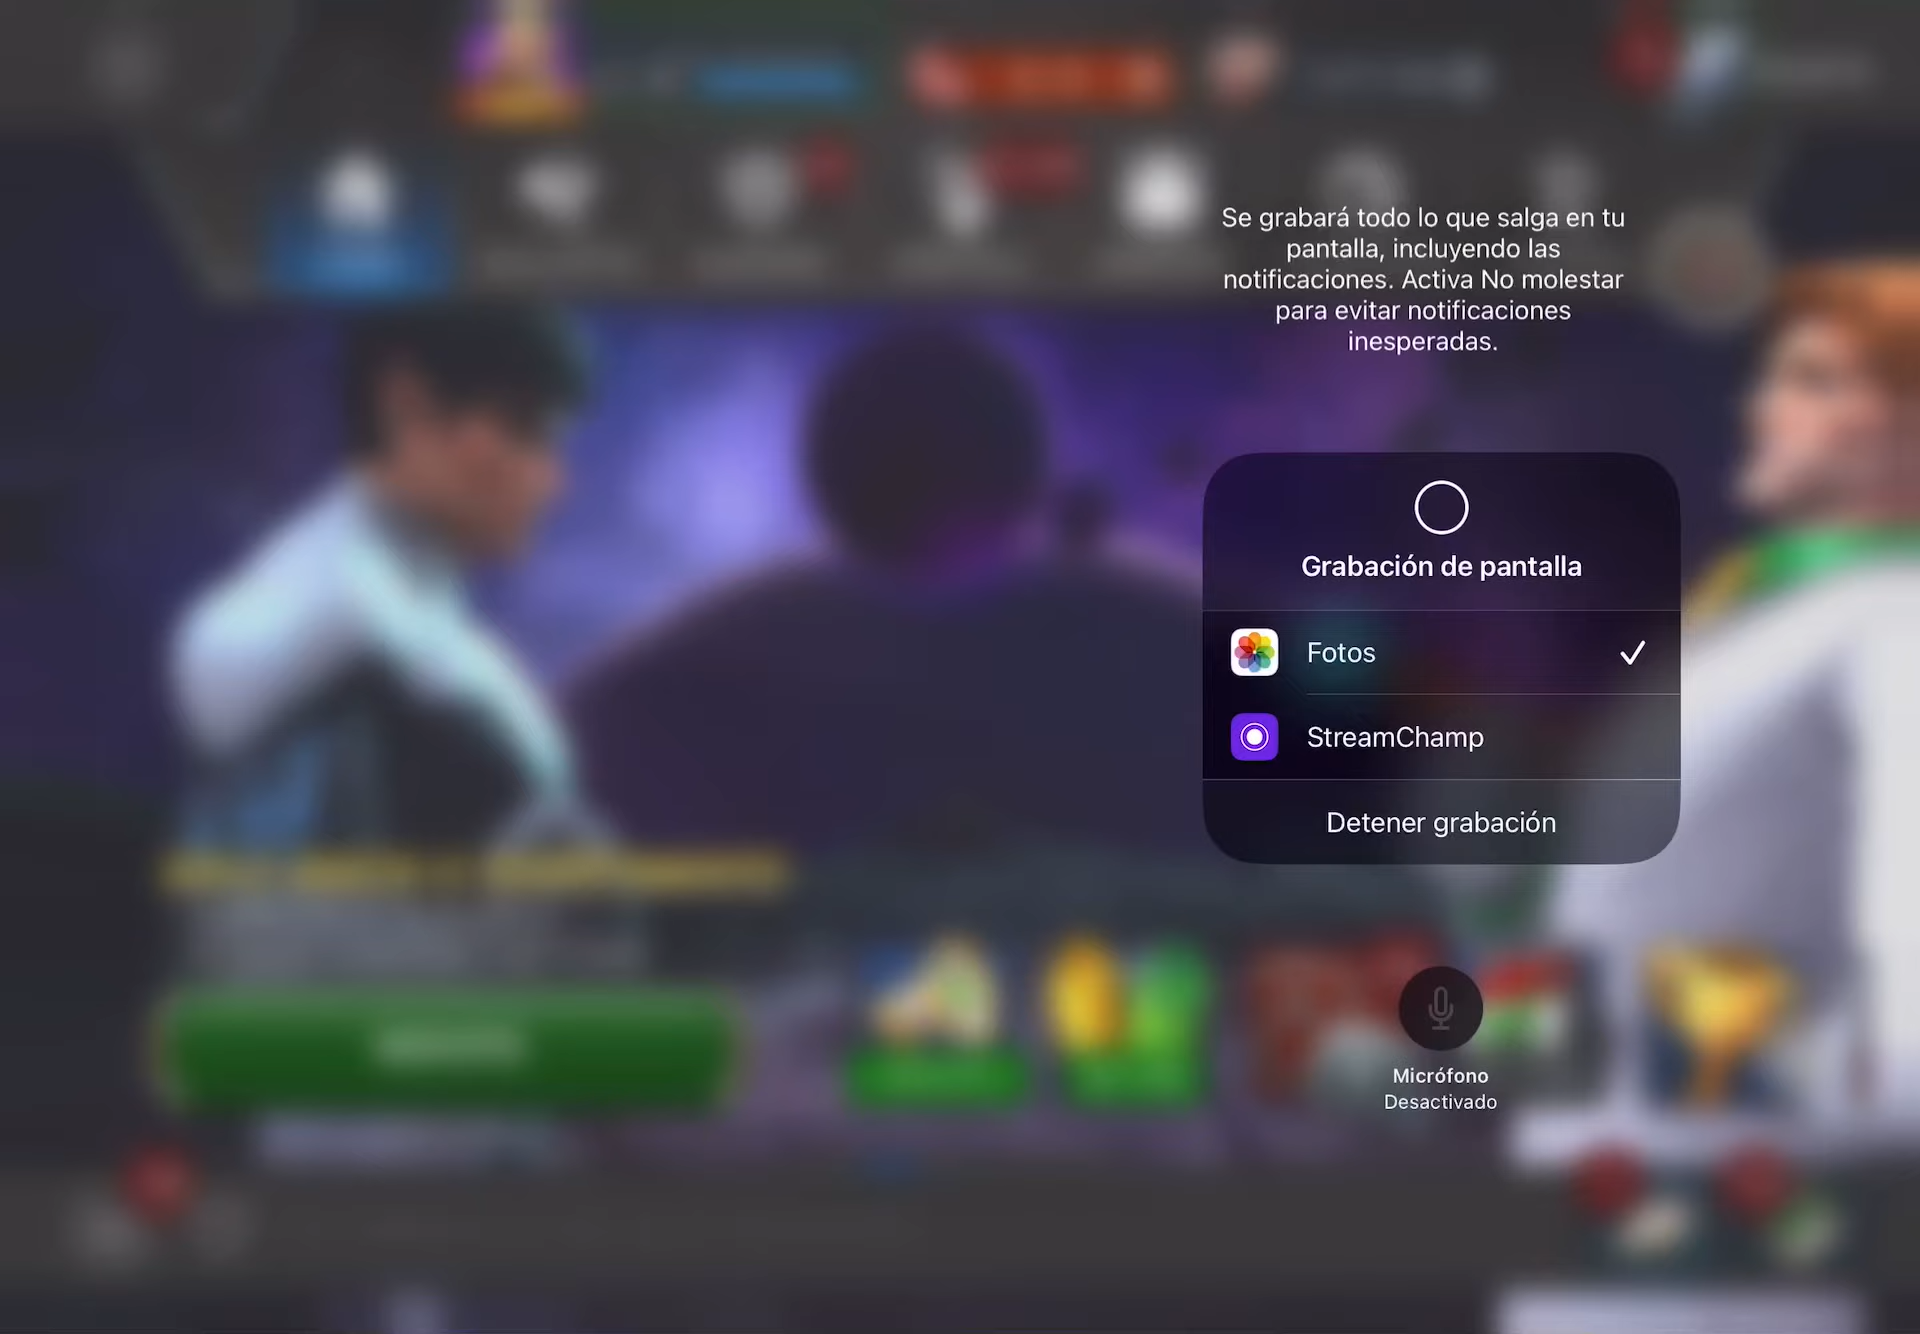 Se grabará todo lo que salga en tu
pantalla, incluyendo las
notificaciones. Activa No molestar
para evitar notificaciones
inesperadas.
Grabación de pantalla
Fotos
StreamChamp
Detener grabación
Micrófono
Desactivado